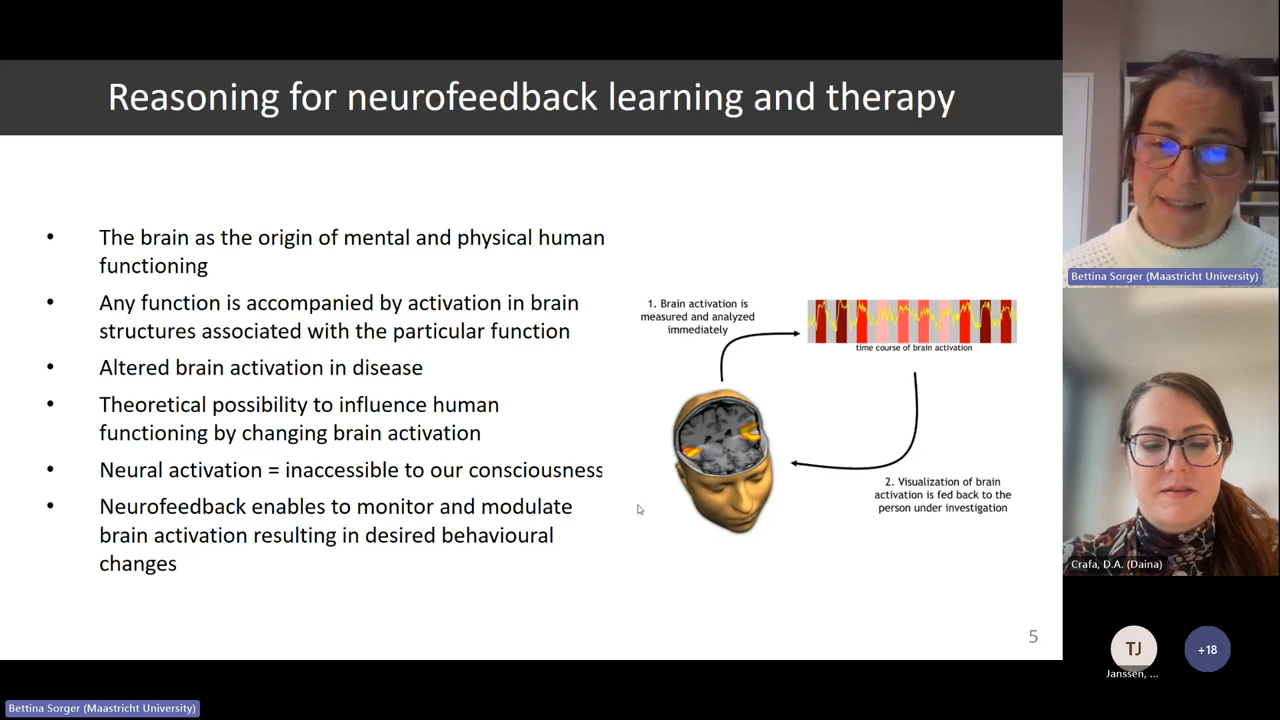 Reasoning for neurofeedback learning and therapy
• The brain as the origin of mental and physical human
functioning
• Any function is accompanied by activation in brain
structures associated with the particular function
• Altered brain activation in disease
• Theoretical possibility to influence human
functioning by changing brain activation
• Neural activation = inaccessible to our consciousness
• Neurofeedback enables to monitor and modulate
brain activation resulting in desired behavioural
changes
1. Brain activation is
measured and analyzed
immediately
time course of brain activation
2. Visualization of brain
activation is fed back to the
person under investigation
5
Bettina Sorger (Maastricht University)
Crafa, D.A. (Daina)
TJ
+18
Janssen, ...
Bettina Sorger (Maastricht University)